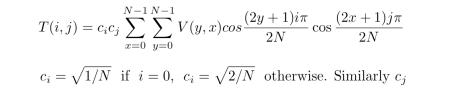 T(i, j) = c_i c_j \sum_{x=0}^{N-1} \sum_{y=0}^{N-1} V(y, x) cos \frac{(2y + 1)i\pi}{2N} \cos \frac{(2x + 1)j\pi}{2N}
c_i = \sqrt{1/N} if i = 0, c_i = \sqrt{2/N} otherwise. Similarly c_j